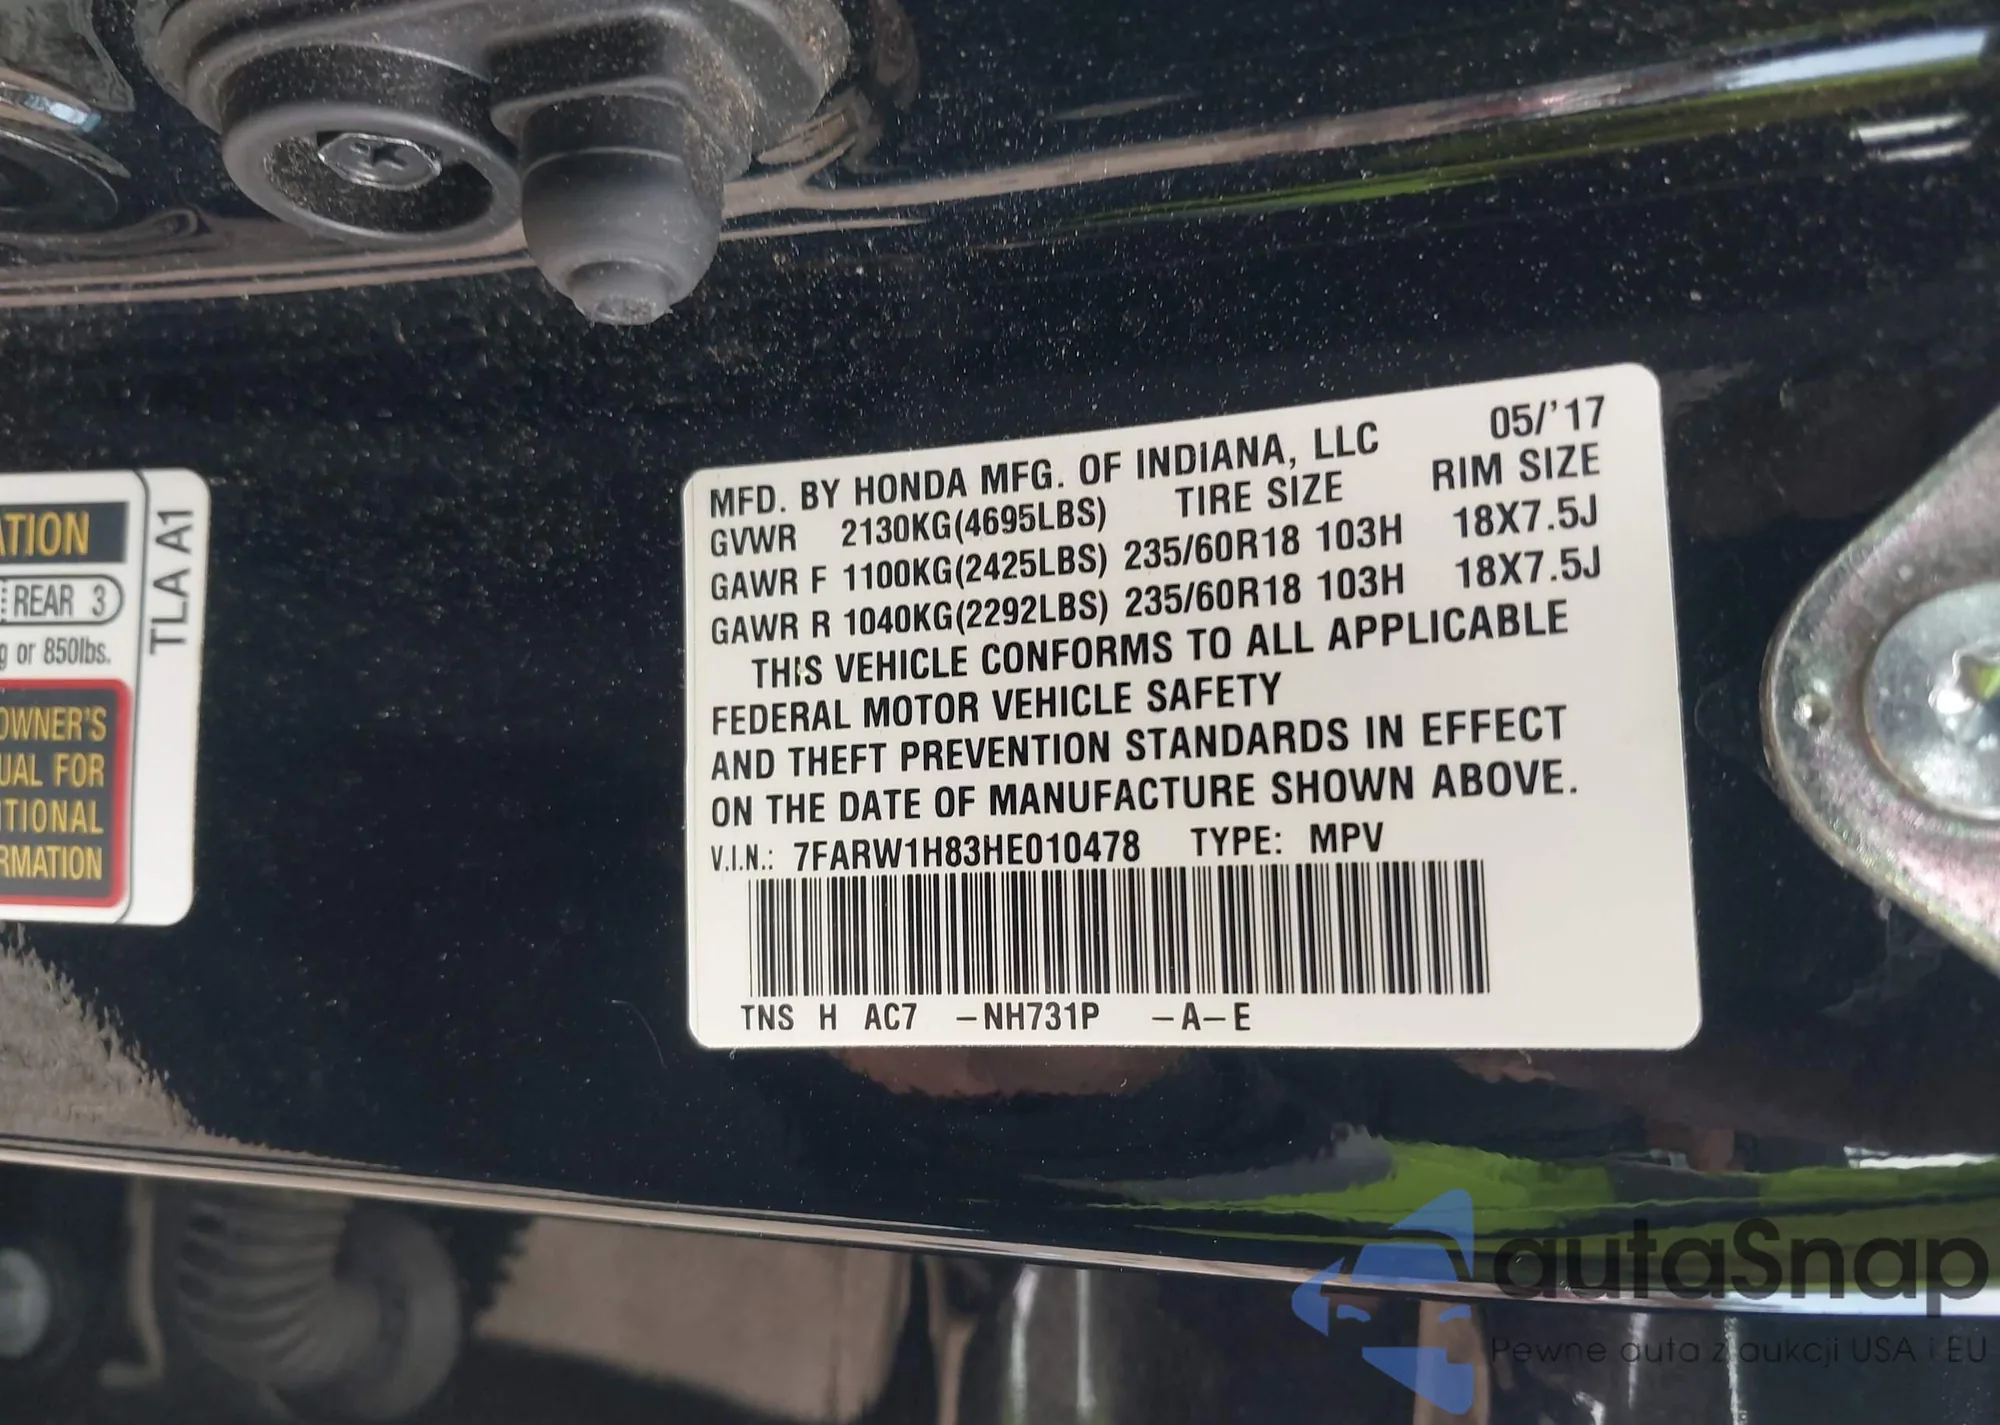 ATION
REAR 3
g or 850lbs.
OWNER'S
UAL FOR
ITIONAL
RMATION
TLA A1
MFD. BY HONDA MFG. OF INDIANA, LLC 05/'17
GVWR 2130KG(4695LBS) TIRE SIZE RIM SIZE
GAWR F 1100KG(2425LBS) 235/60R18 103H 18X7.5J
GAWR R 1040KG(2292LBS) 235/60R18 103H 18X7.5J
THIS VEHICLE CONFORMS TO ALL APPLICABLE
FEDERAL MOTOR VEHICLE SAFETY
AND THEFT PREVENTION STANDARDS IN EFFECT
ON THE DATE OF MANUFACTURE SHOWN ABOVE.
V.I.N.: 7FARW1H83HE010478 TYPE: MPV
TNS H AC7 -NH731P -A-E
autaSnap
Pewne auta z aukcji USA i EU